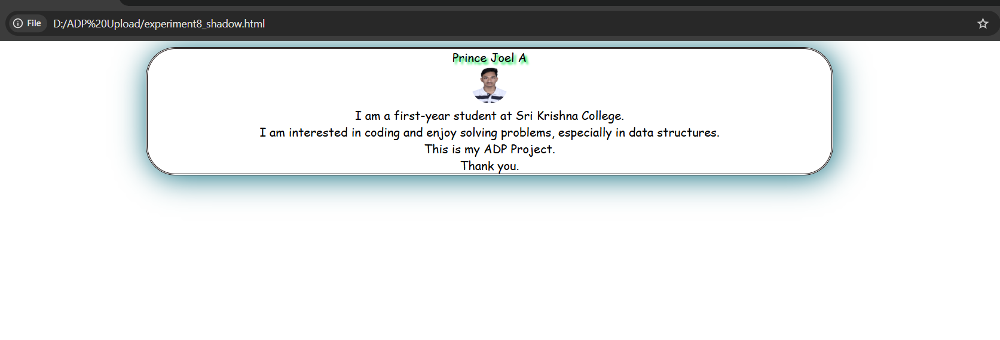 File D:/ADP%20Upload/experiment8_shadow.html
Prince Joel A
I am a first-year student at Sri Krishna College.
I am interested in coding and enjoy solving problems, especially in data structures.
This is my ADP Project.
Thank you.